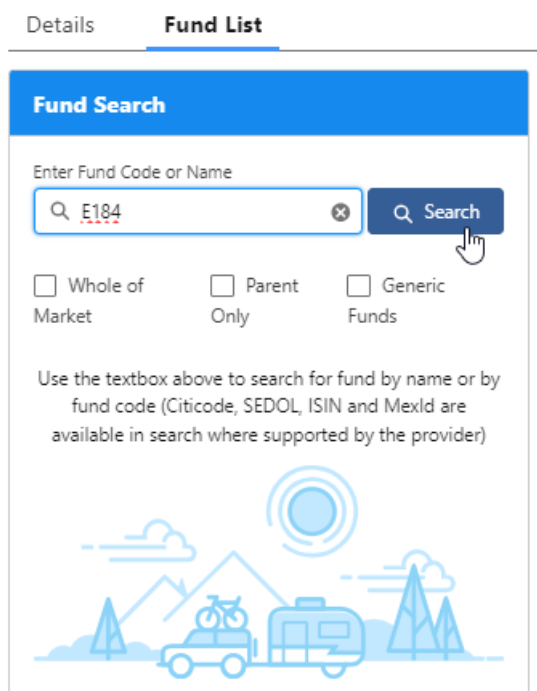 Details Fund List
Fund Search
Enter Fund Code or Name
E184 Search
Whole of Market Parent Only Generic Funds
Use the textbox above to search for fund by name or by
fund code (Citicode, SEDOL, ISIN and MexId are
available in search where supported by the provider)